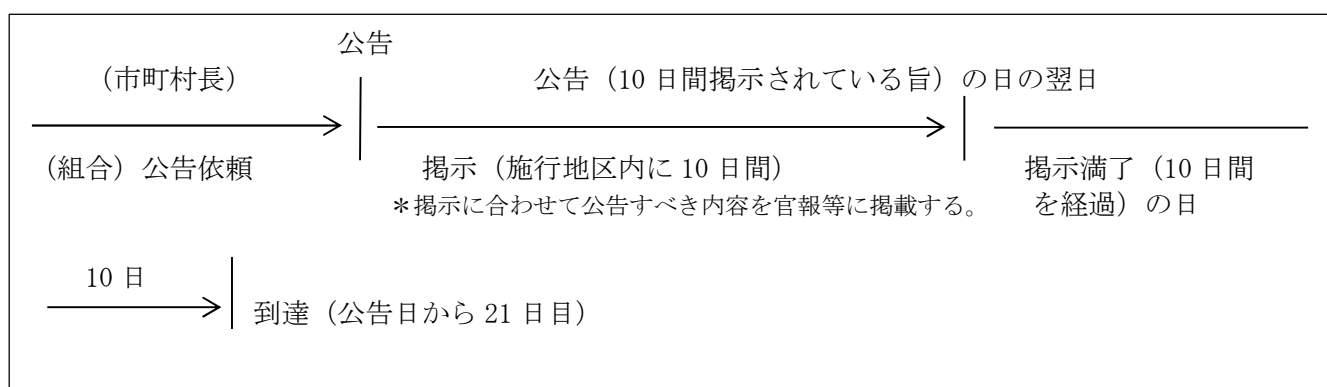 公告
（市町村長）
公告（10 日間掲示されている旨）の日の翌日
（組合）公告依頼
掲示（施行地区内に 10 日間）
掲示満了（10 日間
＊掲示に合わせて公告すべき内容を官報等に掲載する。
を経過）の日
10 日
到達（公告日から 21 日目）